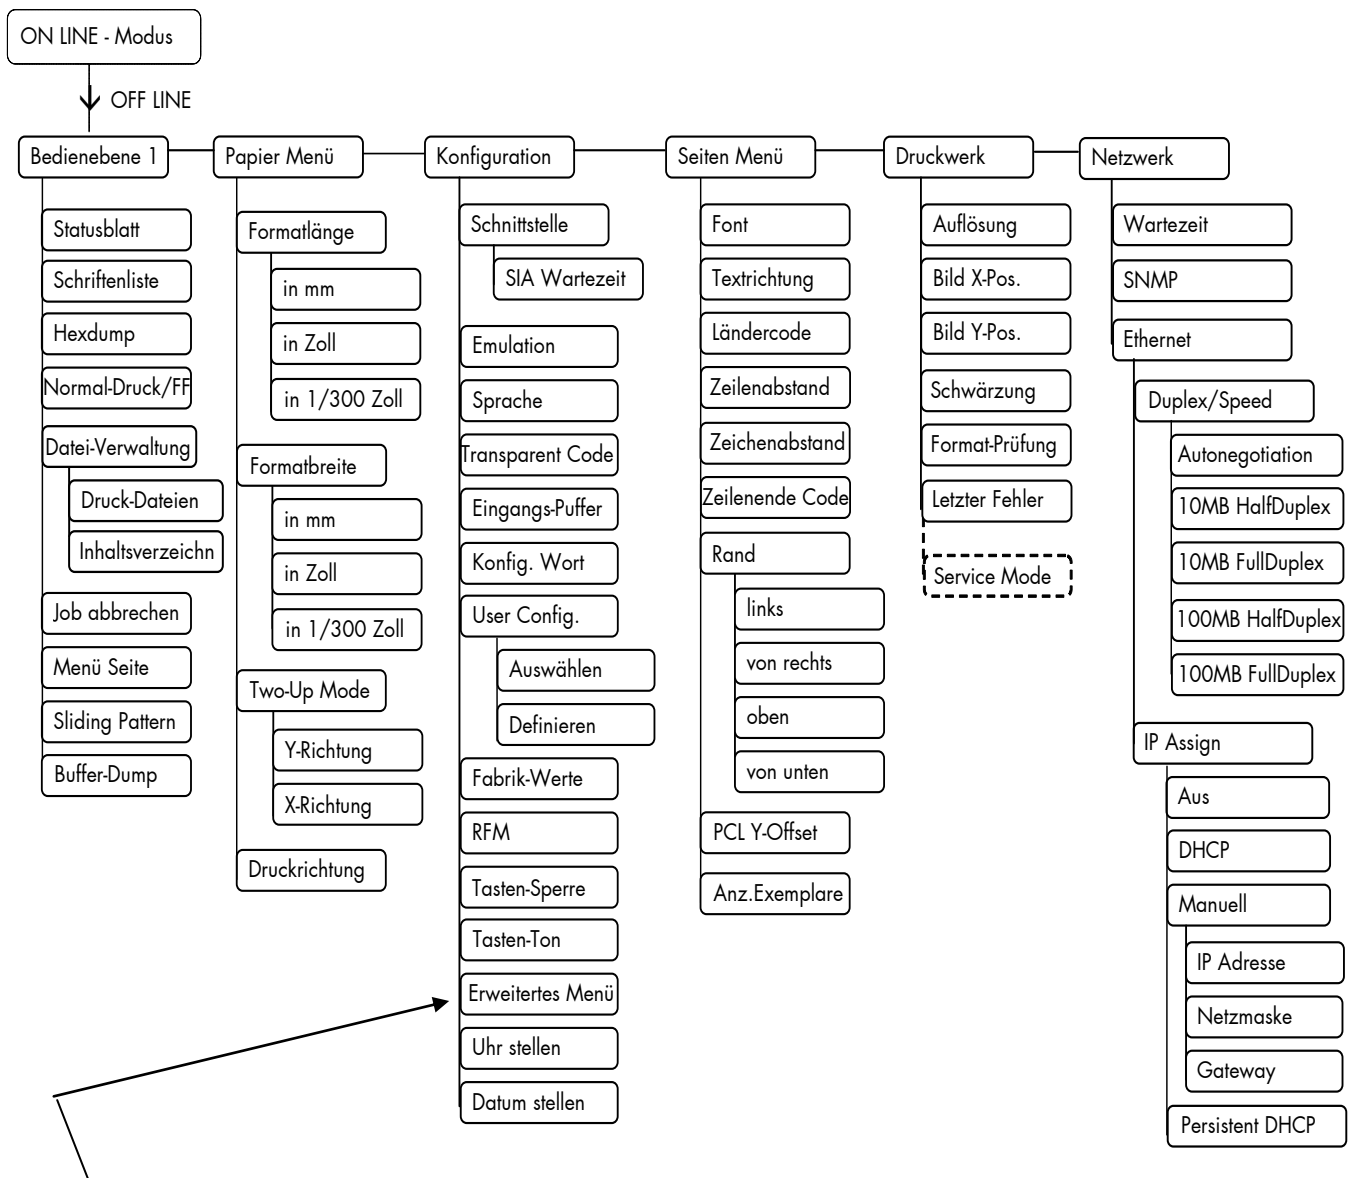 ON LINE - Modus
OFF LINE
Bedienebene 1
Statusblatt
Schriftenliste
Hexdump
Normal-Druck/FF
Datei-Verwaltung
Druck-Dateien
Inhaltsverzeichn
Job abbrechen
Menü Seite
Sliding Pattern
Buffer-Dump
Papier Menü
Formatlänge
in mm
in Zoll
in 1/300 Zoll
Formatbreite
in mm
in Zoll
in 1/300 Zoll
Two-Up Mode
Y-Richtung
X-Richtung
Druckrichtung
Konfiguration
Schnittstelle
SIA Wartezeit
Emulation
Sprache
Transparent Code
Eingangs-Puffer
Konfig. Wort
User Config.
Auswählen
Definieren
Fabrik-Werte
RFM
Tasten-Sperre
Tasten-Ton
Erweitertes Menü
Uhr stellen
Datum stellen
Seiten Menü
Font
Textrichtung
Ländercode
Zeilenabstand
Zeichenabstand
Zeilenende Code
Rand
links
von rechts
oben
von unten
PCL Y-Offset
Anz.Exemplare
Druckwerk
Auflösung
Bild X-Pos.
Bild Y-Pos.
Schwärzung
Format-Prüfung
Letzter Fehler
Service Mode
Netzwerk
Wartezeit
SNMP
Ethernet
Duplex/Speed
Autonegotiation
10MB HalfDuplex
10MB FullDuplex
100MB HalfDuplex
100MB FullDuplex
IP Assign
Aus
DHCP
Manuell
IP Adresse
Netzmaske
Gateway
Persistent DHCP